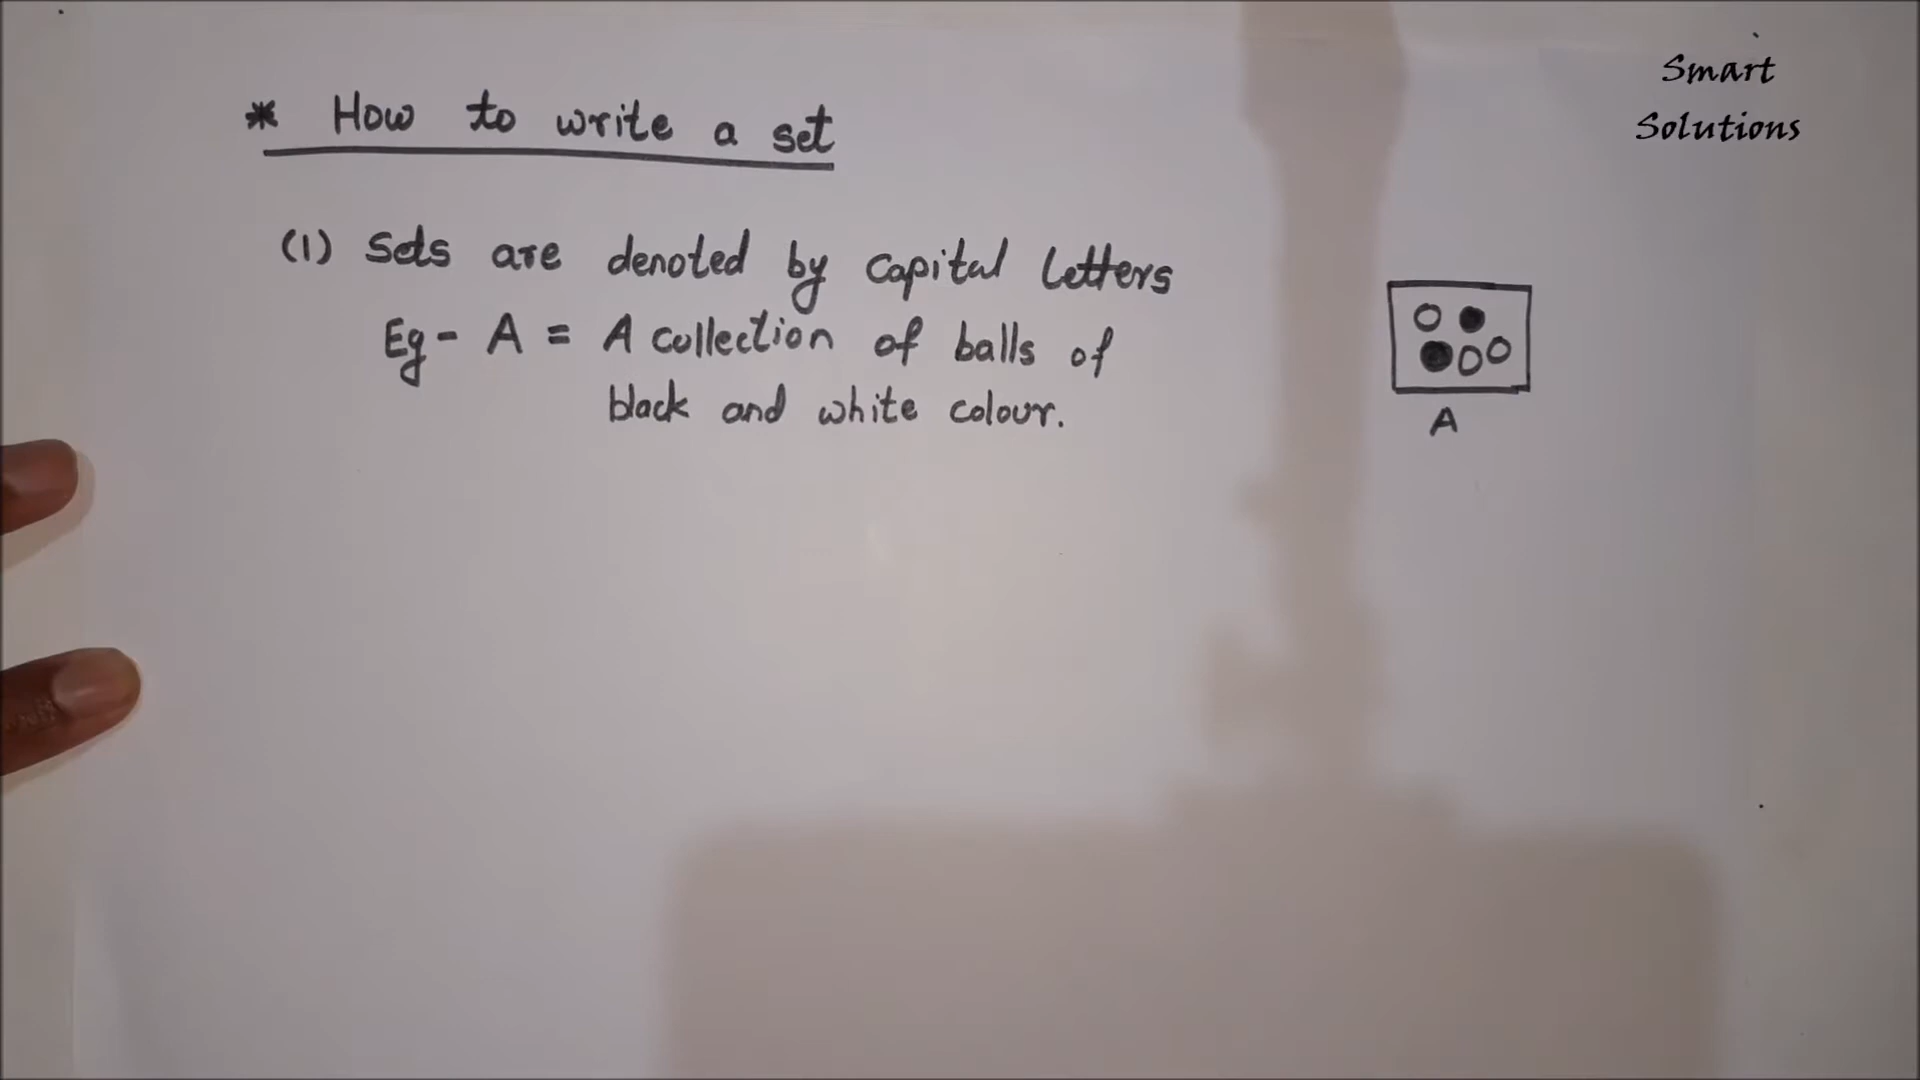 Smart
Solutions
* How to write a set
(1) Sets are denoted by capital letters
Eg - A = A collection of balls of
black and white colour.
A